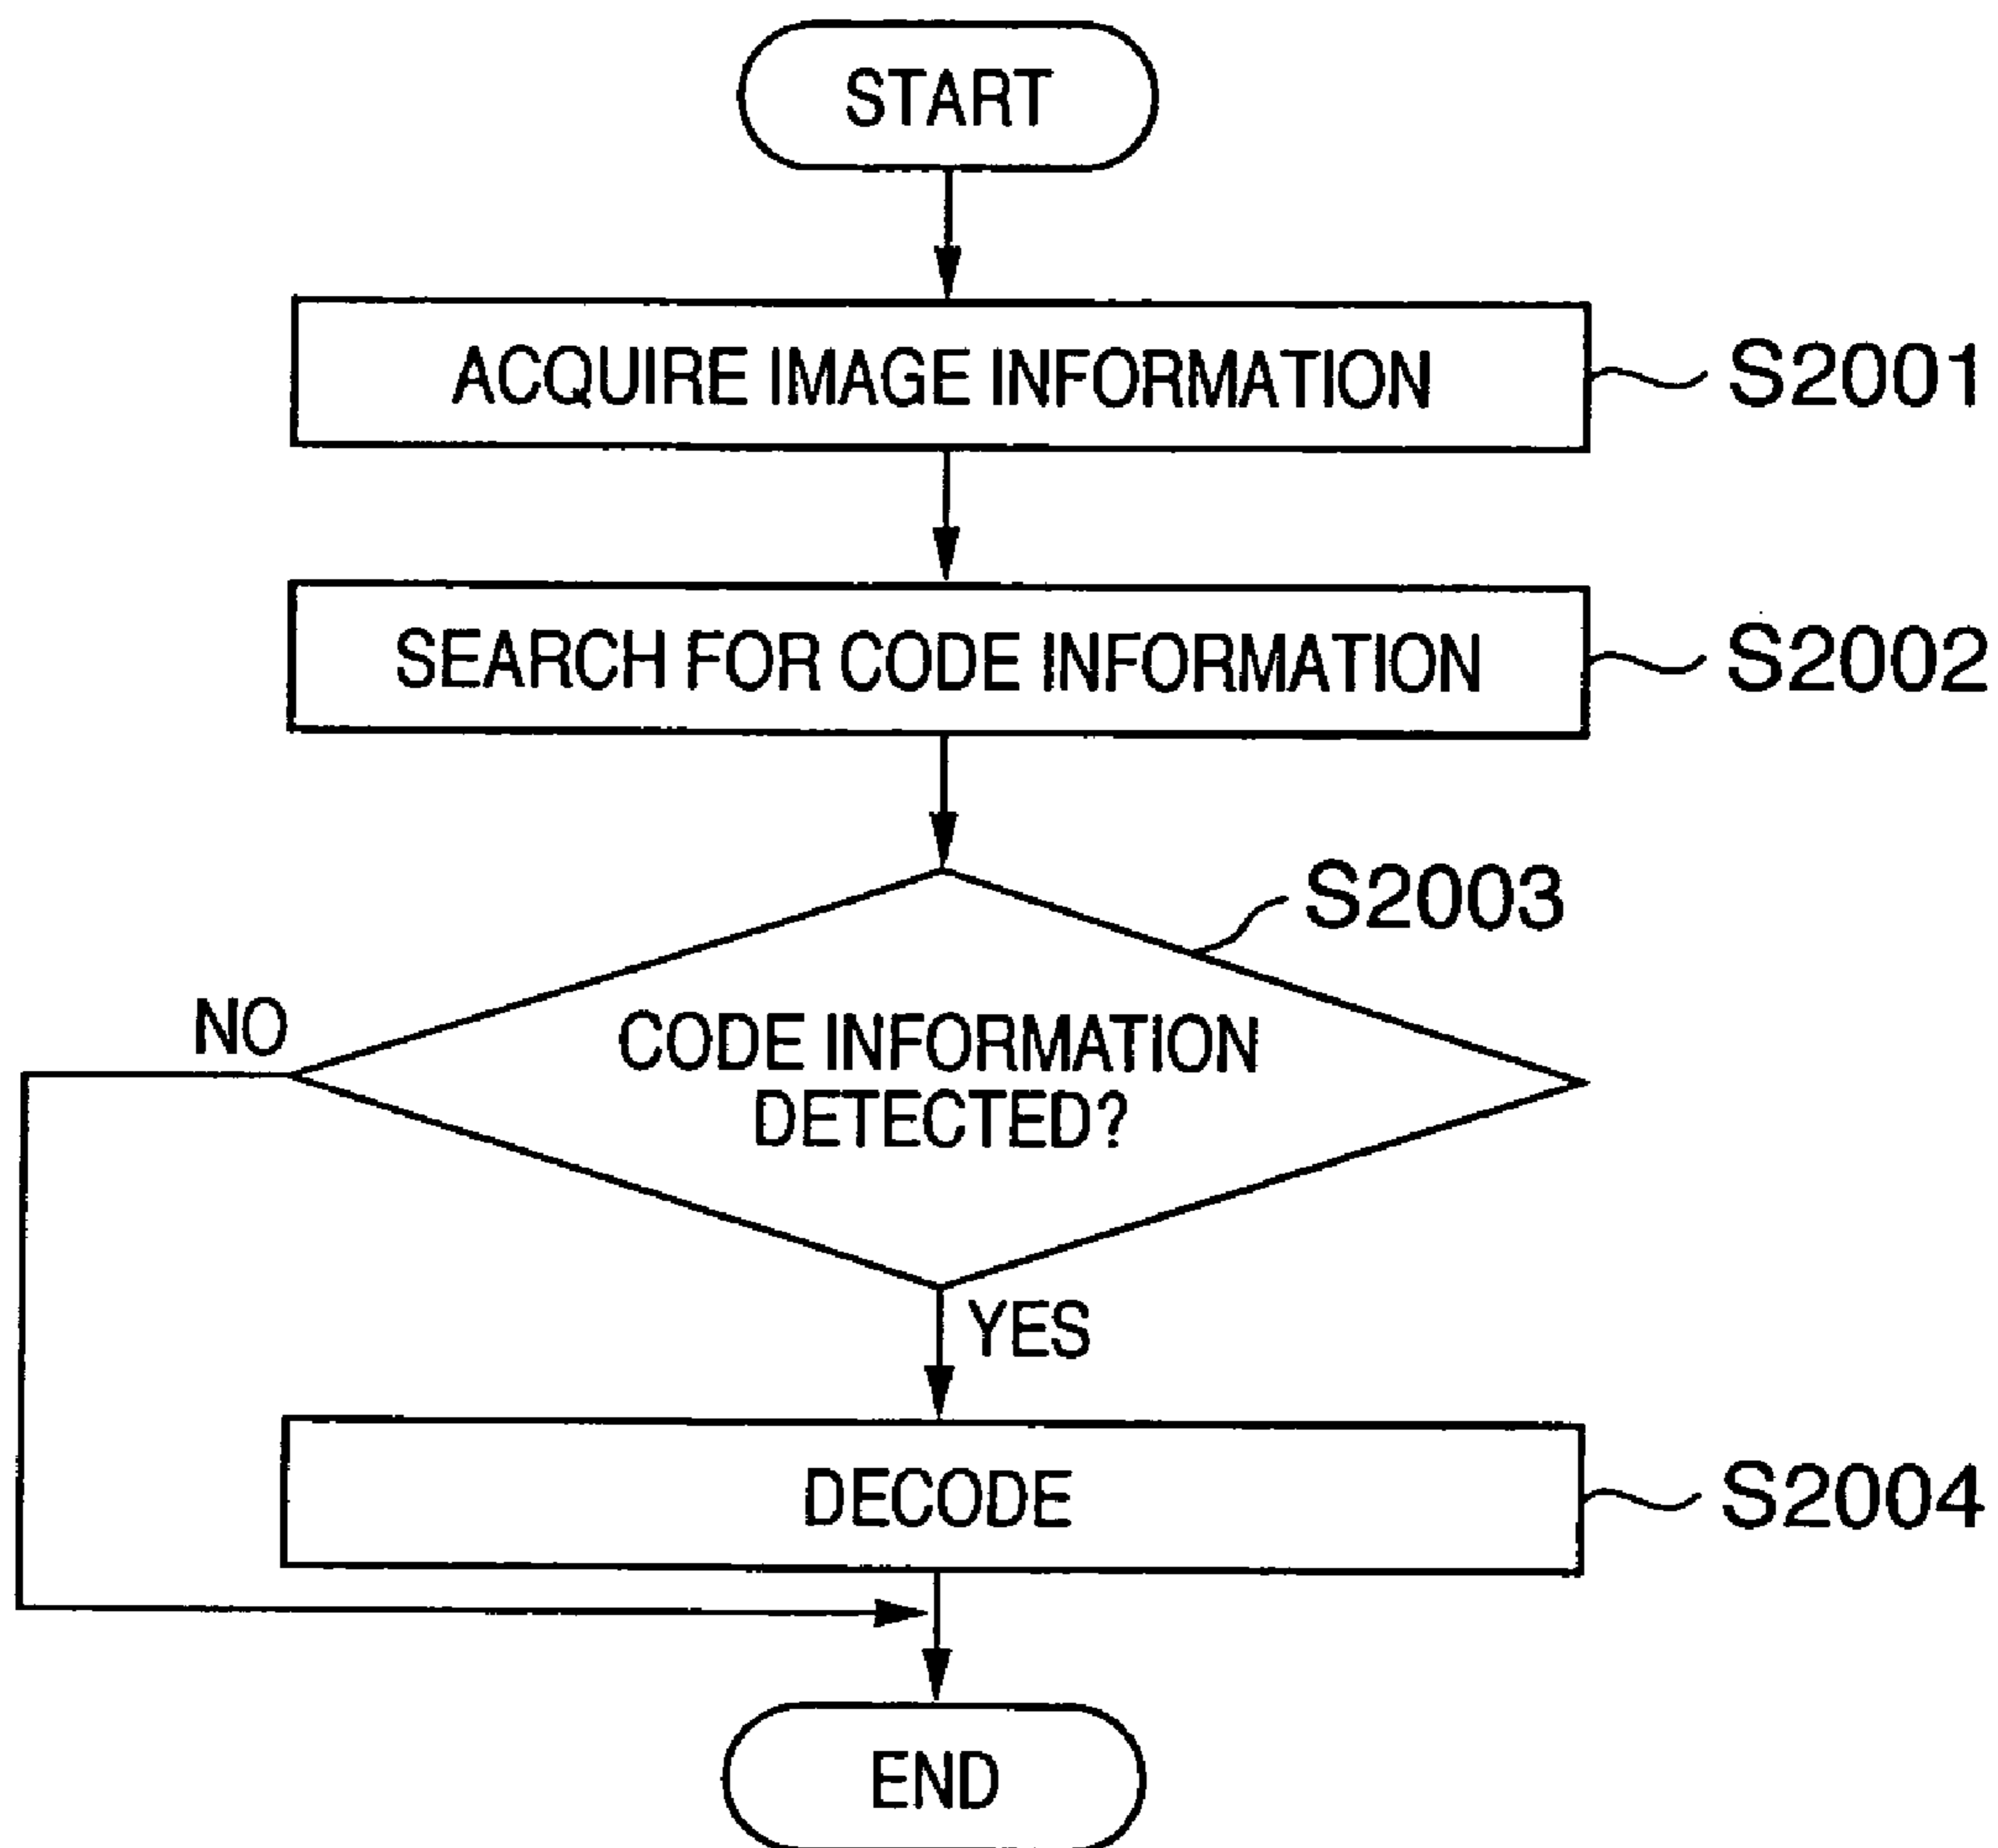 START
ACQUIRE IMAGE INFORMATION
S2001
SEARCH FOR CODE INFORMATION
S2002
S2003
NO
CODE INFORMATION
DETECTED?
YES
DECODE
S2004
END